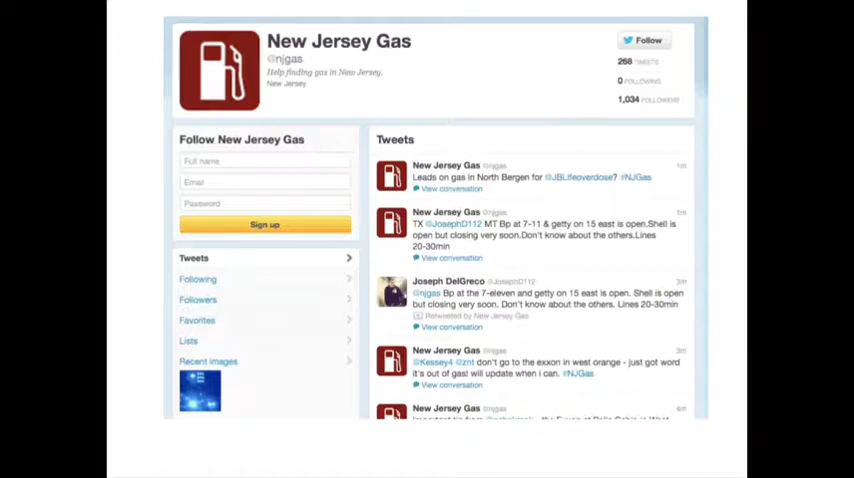 New Jersey Gas
@njgas
Help finding gas in New Jersey.
New Jersey
Follow
268 TWEETS
0 FOLLOWING
1,034 FOLLOWERS
Follow New Jersey Gas
Full name
Email
Password
Sign up
Tweets
Following
Followers
Favorites
Lists
Recent images
Tweets
New Jersey Gas @njgas 1m
Leads on gas in North Bergen for @JBLifeoverdose? #NJGas
View conversation
New Jersey Gas @njgas 1m
TX @JosephD112 MT Bp at 7-11 & getty on 15 east is open.Shell is
open but closing very soon.Don't know about the others.Lines
20-30min
View conversation
Joseph DelGreco @JosephD112 3m
@njgas Bp at the 7-eleven and getty on 15 east is open. Shell is open
but closing very soon. Don't know about the others. Lines 20-30min
Retweeted by New Jersey Gas
View conversation
New Jersey Gas @njgas 3m
@Kessey4 @znt don't go to the exxon in west orange - just got word
it's out of gas! will update when i can. #NJGas
View conversation
New Jersey Gas @njgas 4m